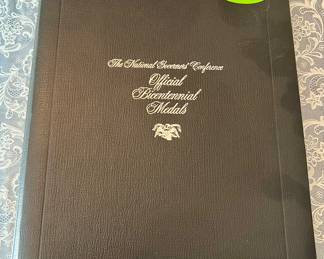 The National Governors' Conference
Official
Bicentennial
Medals